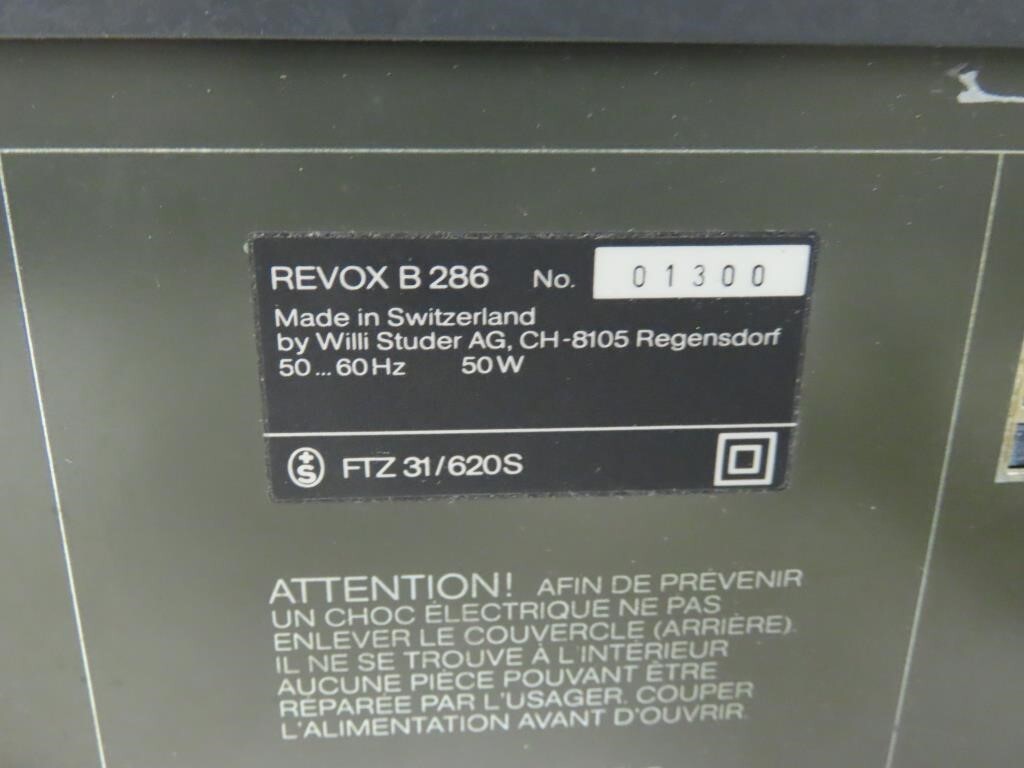 REVOX B 286 No. 01300
Made in Switzerland
by Willi Studer AG, CH-8105 Regensdorf
50...60 Hz 50 W
+S FTZ 31/620S
ATTENTION! AFIN DE PRÉVENIR
UN CHOC ÉLECTRIQUE NE PAS
ENLEVER LE COUVERCLE (ARRIÈRE).
IL NE SE TROUVE À L'INTÉRIEUR
AUCUNE PIÈCE POUVANT ÊTRE
RÉPARÉE PAR L'USAGER. COUPER
L'ALIMENTATION AVANT D'OUVRIR.